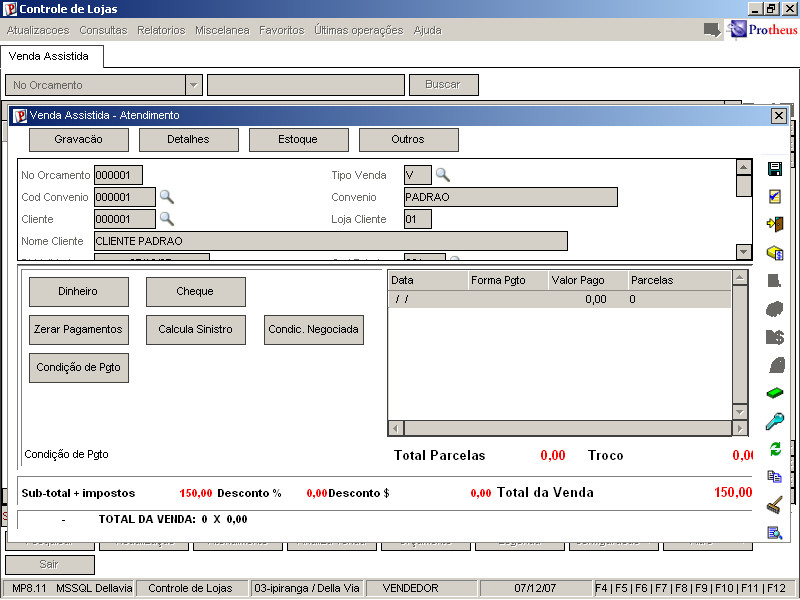 Controle de Lojas
Atualizacoes Consultas Relatorios Miscelanea Favoritos Últimas operações Ajuda
Protheus
Venda Assistida
No Orcamento Buscar
Venda Assistida - Atendimento
Gravacão Detalhes Estoque Outros
No Orcamento 000001 Tipo Venda V
Cod Convenio 000001 Convenio PADRAO
Cliente 000001 Loja Cliente 01
Nome Cliente CLIENTE PADRAO
Dinheiro Cheque
Zerar Pagamentos Calcula Sinistro Condic. Negociada
Condição de Pgto
Data Forma Pgto Valor Pago Parcelas
/ / 0,00 0
Condição de Pgto
Total Parcelas 0,00 Troco 0,00
Sub-total + impostos 150,00 Desconto % 0,00 Desconto $ 0,00 Total da Venda 150,00
- TOTAL DA VENDA: 0 X 0,00
Sair
MP8.11 MSSQL Dellavia Controle de Lojas 03-ipiranga / Della Via VENDEDOR 07/12/07 F4 | F5 | F6 | F7 | F8 | F9 | F10 | F11 | F12